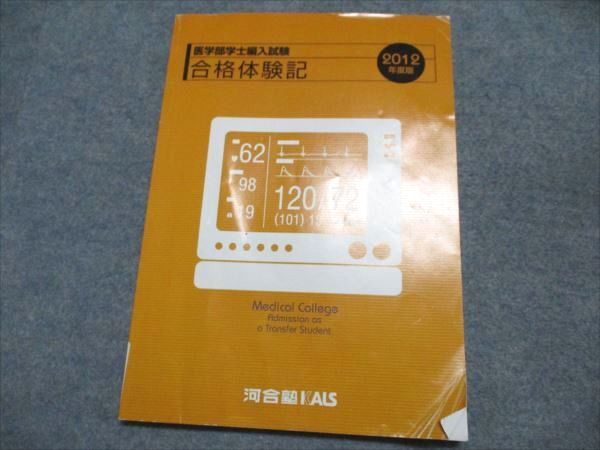 医学部学士編入試験
合格体験記
2012
年度版
62
98
19
120/72
(101)
Medical College
Admission as
a Transfer Student
河合塾KALS